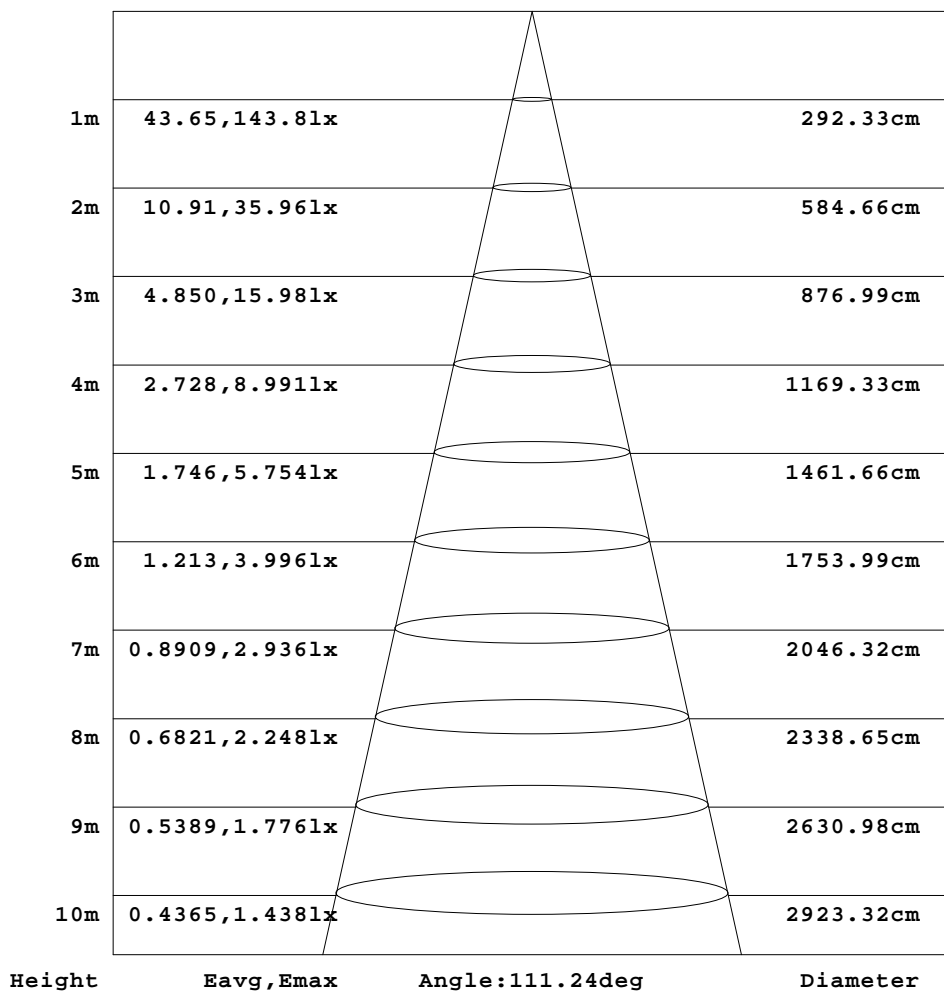 1m 43.65,143.8lx 292.33cm
2m 10.91,35.96lx 584.66cm
3m 4.850,15.98lx 876.99cm
4m 2.728,8.991lx 1169.33cm
5m 1.746,5.754lx 1461.66cm
6m 1.213,3.996lx 1753.99cm
7m 0.8909,2.936lx 2046.32cm
8m 0.6821,2.248lx 2338.65cm
9m 0.5389,1.776lx 2630.98cm
10m 0.4365,1.438lx 2923.32cm
Height Eavg,Emax Angle:111.24deg Diameter